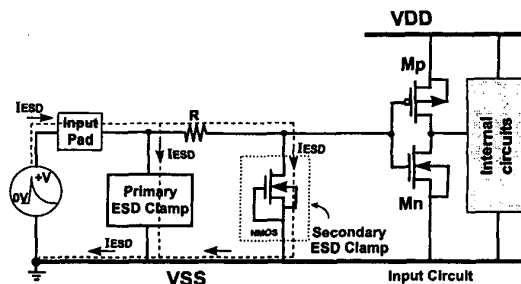 VDD
Mp
IESD
Input
Pad
R
IESD
IESD
Internal
circuits
+V
0V
Primary
ESD Clamp
NMOS
Mn
Secondary
ESD Clamp
IESD
VSS
Input Circuit